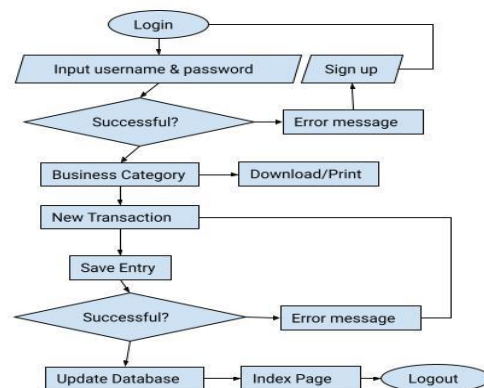 Login
Input username & password
Sign up
Successful?
Error message
Business Category
Download/Print
New Transaction
Save Entry
Successful?
Error message
Update Database
Index Page
Logout